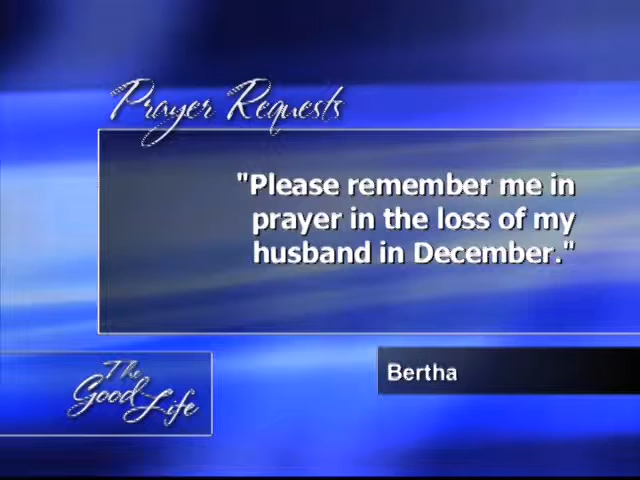 Prayer Requests
"Please remember me in
prayer in the loss of my
husband in December."
Bertha
The
Good Life